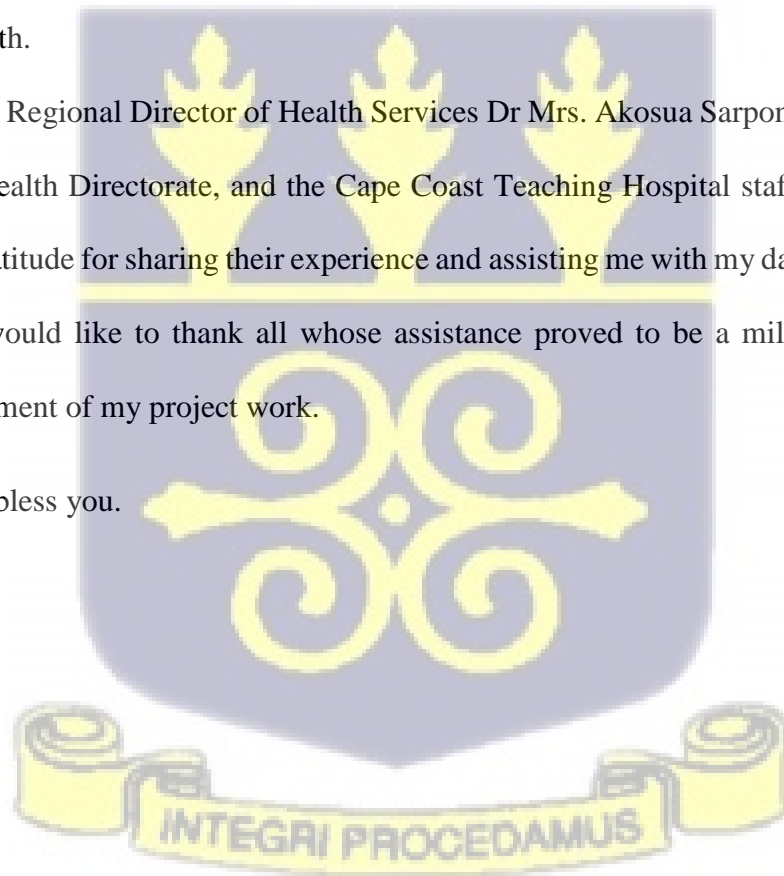 th.
Regional Director of Health Services Dr Mrs. Akosua Sarpon
ealth Directorate, and the Cape Coast Teaching Hospital staf
atitude for sharing their experience and assisting me with my da
would like to thank all whose assistance proved to be a mil
ment of my project work.
bless you.
INTEGRI PROCEDAMUS